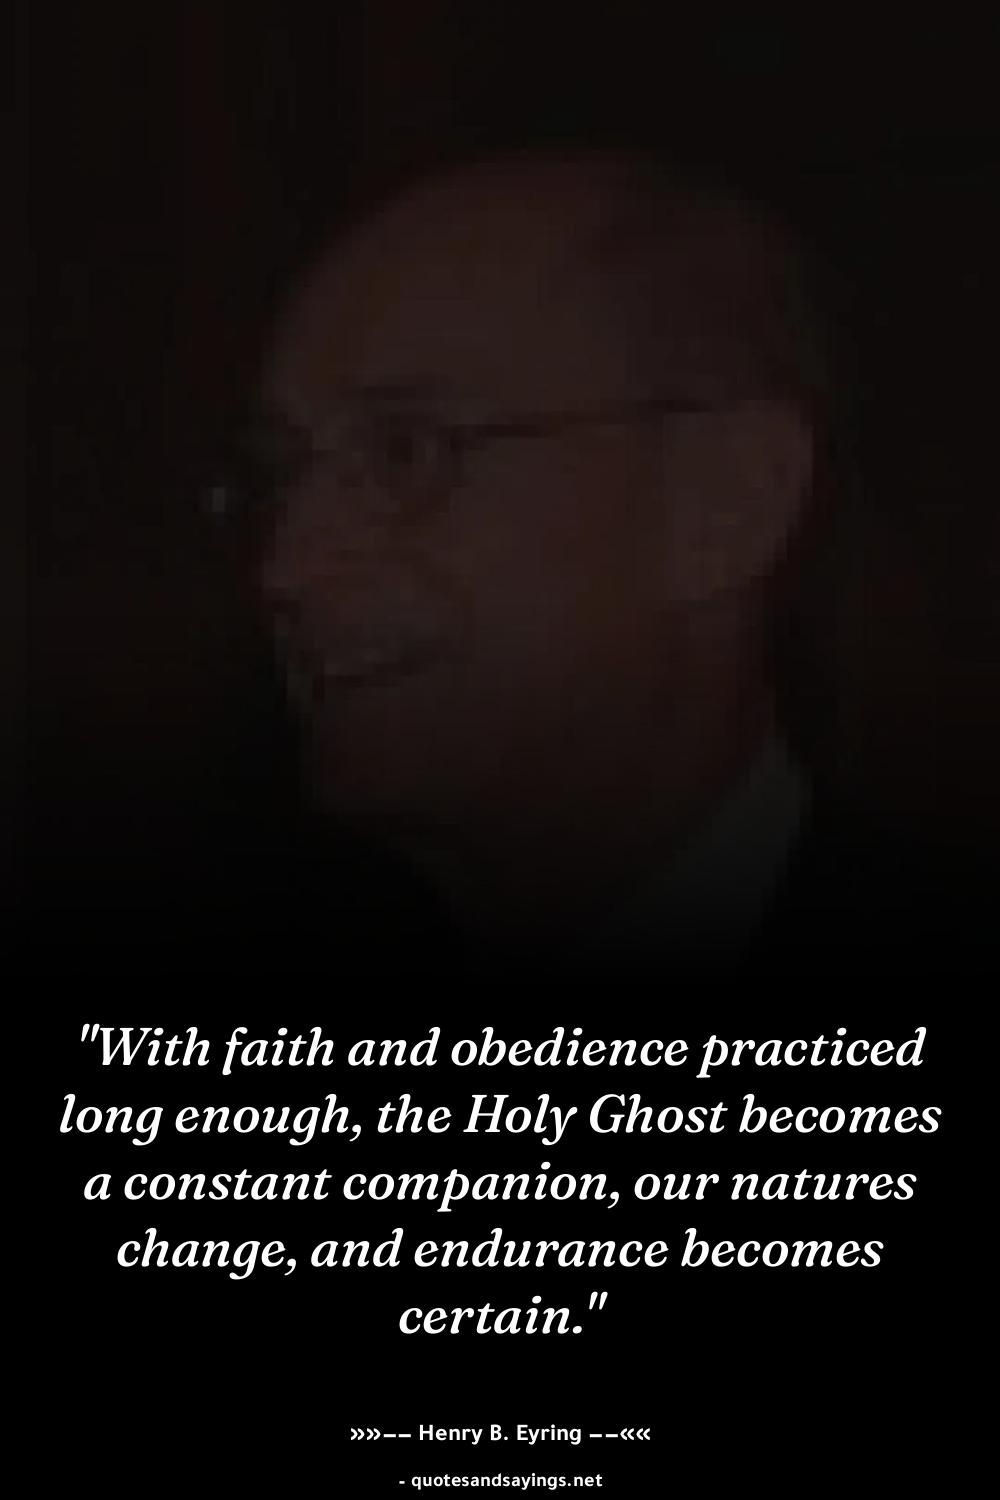 "With faith and obedience practiced
long enough, the Holy Ghost becomes
a constant companion, our natures
change, and endurance becomes
certain."
»»—— Henry B. Eyring ——««
- quotesandsayings.net